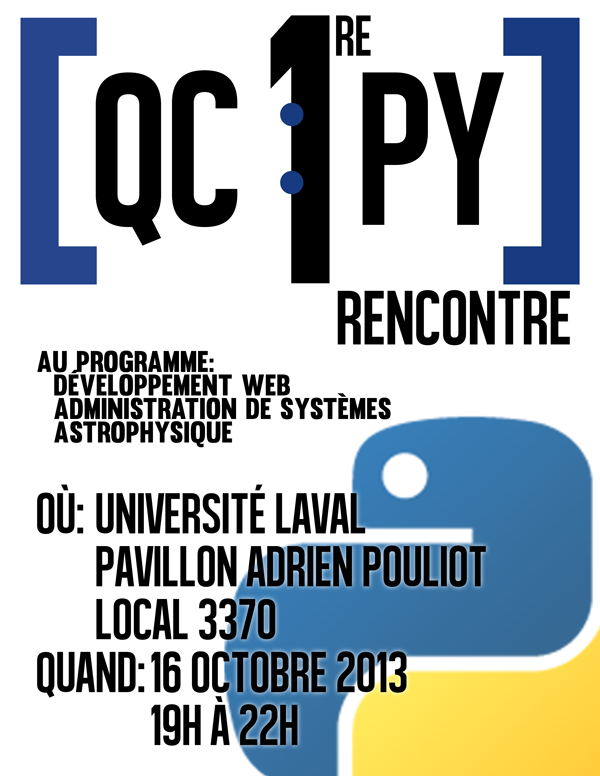 [QC:1RE PY]
RENCONTRE
AU PROGRAMME:
DÉVELOPPEMENT WEB
ADMINISTRATION DE SYSTÈMES
ASTROPHYSIQUE
OÙ: UNIVERSITÉ LAVAL
PAVILLON ADRIEN POULIOT
LOCAL 3370
QUAND: 16 OCTOBRE 2013
19H À 22H